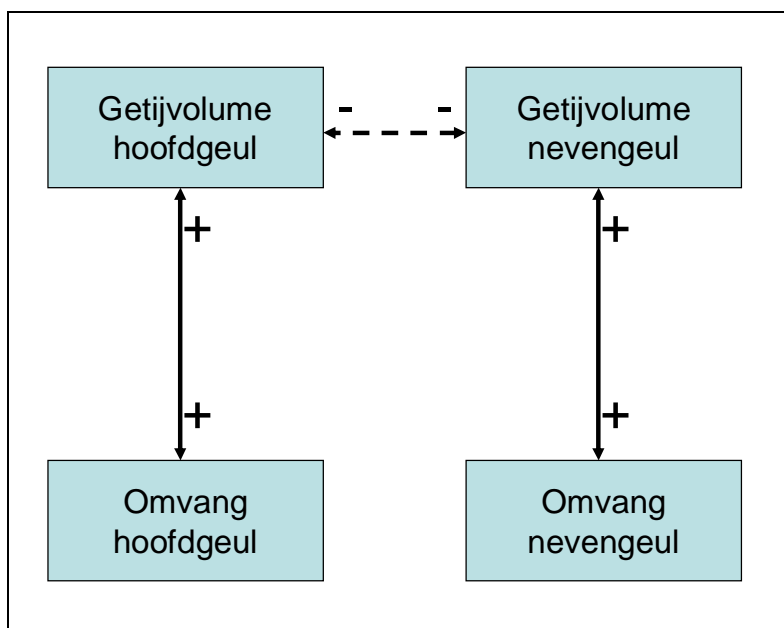 Getijvolume
hoofdgeul
- -
Getijvolume
nevengeul
+ +
+ +
Omvang
hoofdgeul
Omvang
nevengeul